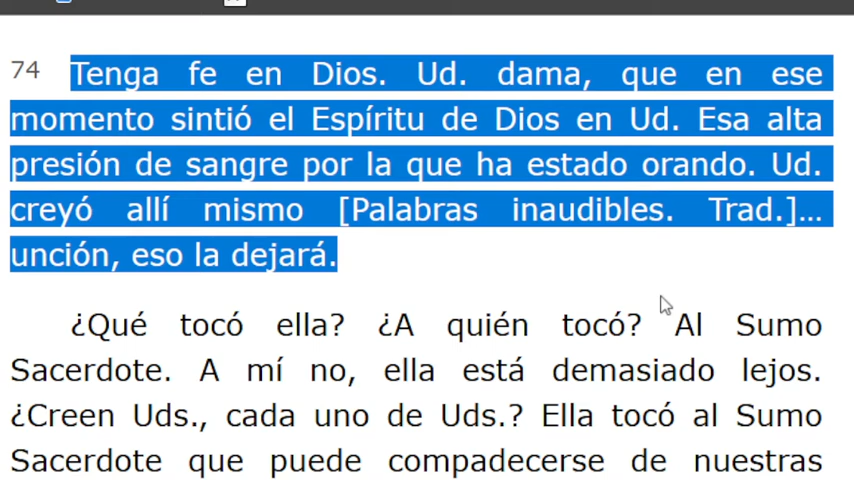 74 Tenga fe en Dios. Ud. dama, que en ese
momento sintió el Espíritu de Dios en Ud. Esa alta
presión de sangre por la que ha estado orando. Ud.
creyó allí mismo [Palabras inaudibles. Trad.]...
unción, eso la dejará.
¿Qué tocó ella? ¿A quién tocó? Al Sumo
Sacerdote. A mí no, ella está demasiado lejos.
¿Creen Uds., cada uno de Uds.? Ella tocó al Sumo
Sacerdote que puede compadecerse de nuestras